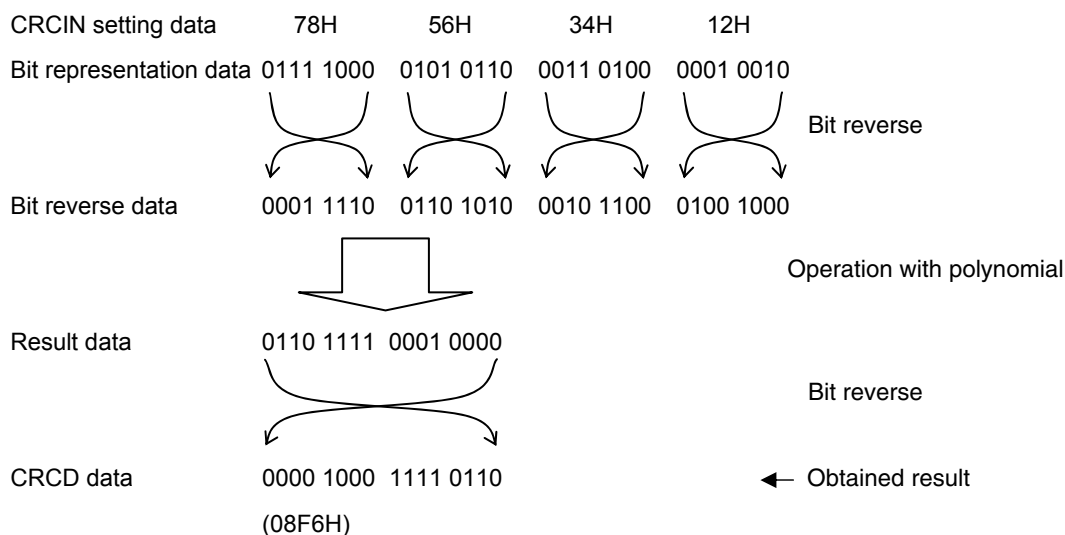 CRCIN setting data 78H 56H 34H 12H
Bit representation data 0111 1000 0101 0110 0011 0100 0001 0010
Bit reverse
Bit reverse data 0001 1110 0110 1010 0010 1100 0100 1000
Operation with polynomial
Result data 0110 1111 0001 0000
Bit reverse
CRCD data 0000 1000 1111 0110 Obtained result
(08F6H)